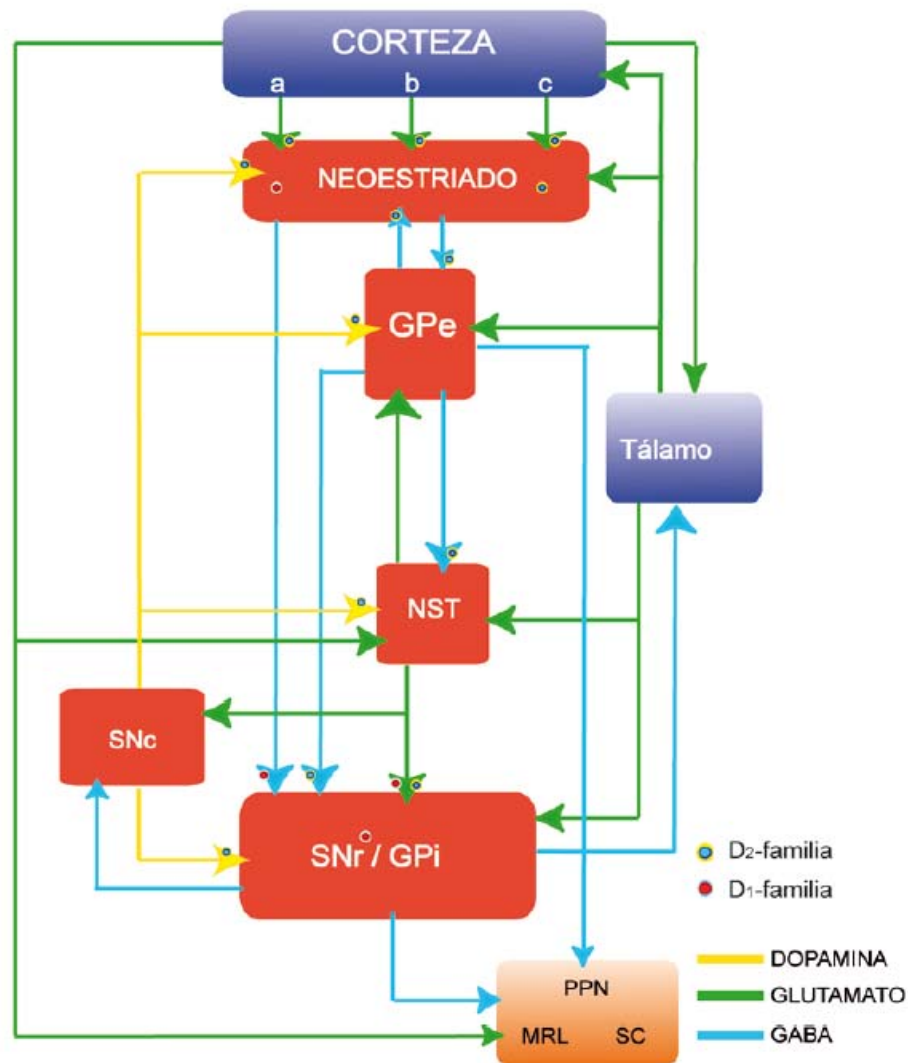 CORTEZA
a b c
NEOESTRIADO
GPe
Tálamo
NST
SNc
SNr / GPi
D2-familia
D1-familia
DOPAMINA
PPN
GLUTAMATO
MRL SC
GABA